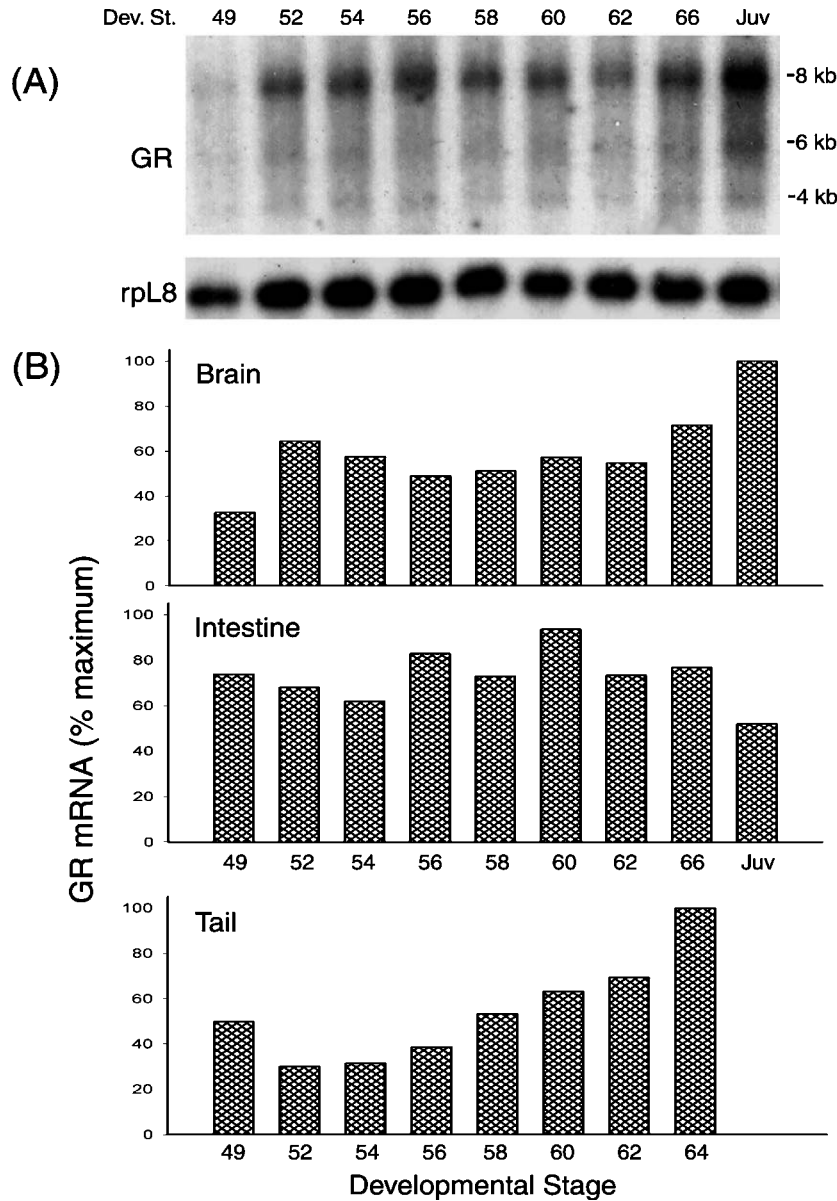 Dev. St. 49 52 54 56 58 60 62 66 Juv
(A)
-8 kb
-6 kb
GR
-4 kb
rpL8
(B)
GR mRNA (% maximum)
Brain
100
80
60
40
20
0
Intestine
100
80
60
40
20
0
49 52 54 56 58 60 62 66 Juv
Tail
100
80
60
40
20
0
49 52 54 56 58 60 62 64
Developmental Stage